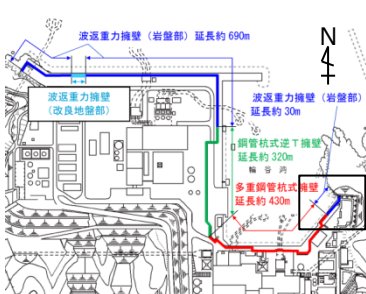 波返重力擁壁（岩盤部）延長約 690m
N
波返重力擁壁
（改良地盤部）
波返重力擁壁（岩盤部）
延長約 30m
鋼管杭式逆T擁壁
延長約 320m
輪谷湾
多重鋼管杭式擁壁
延長約 430m